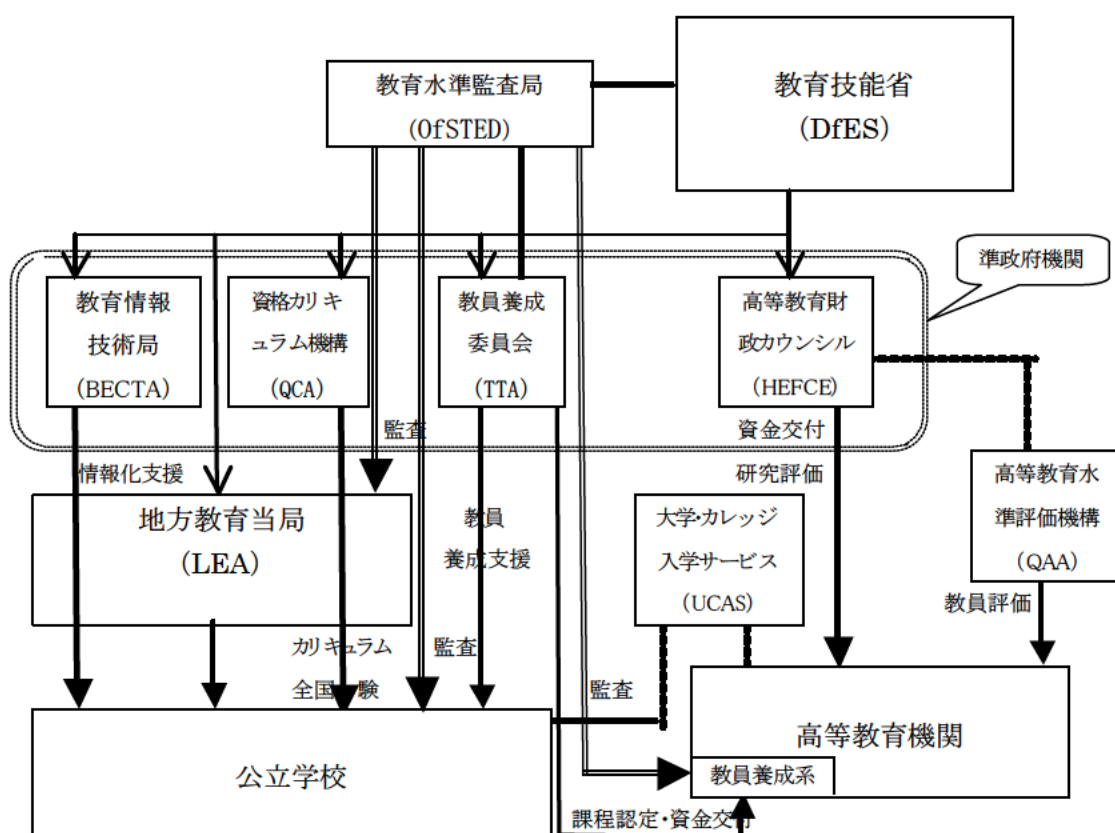 教育水準監査局
(OfSTED)
教育技能省
(DfES)
準政府機関
教育情報
技術局
(BECTA)
資格カリキ
ュラム機構
(QCA)
教員養成
委員会
(TTA)
高等教育財
政カウンシル
(HEFCE)
監査
資金交付
情報化支援
研究評価
地方教育当局
(LEA)
教員
養成支援
大学・カレッジ
入学サービス
(UCAS)
高等教育水
準評価機構
(QAA)
教員評価
カリキュラム
全国 験
監査
監査
公立学校
高等教育機関
教員養成系
課程認定・資金交付